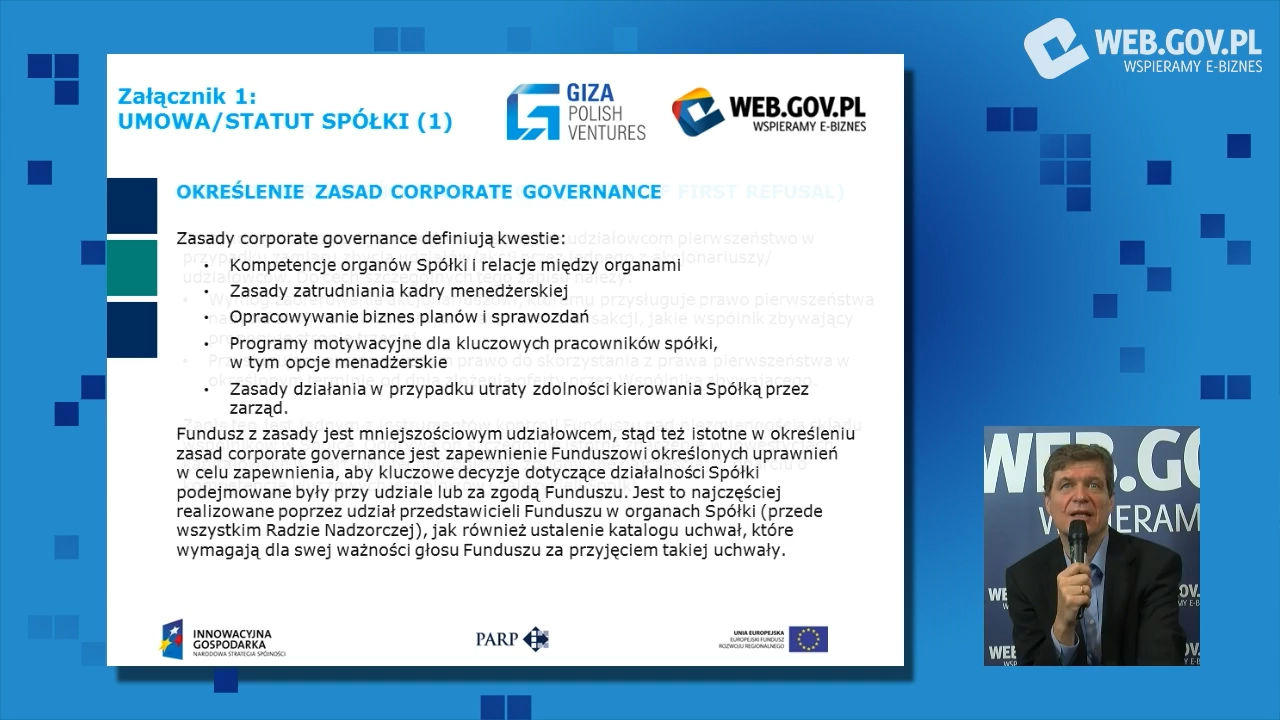 WEB.GOV.PL
WSPIERAMY E-BIZNES
Załącznik 1:
UMOWA/STATUT SPÓŁKI (1)
GIZA
POLISH
VENTURES
WEB.GOV.PL
WSPIERAMY E-BIZNES
OKREŚLENIE ZASAD CORPORATE GOVERNANCE
FIRST REFUSAL)
Zasady corporate governance definiują kwestie:
• Kompetencje organów Spółki i relacje między organami
• Zasady zatrudniania kadry menedżerskiej
• Opracowywanie biznes planów i sprawozdań
• Programy motywacyjne dla kluczowych pracowników spółki,
w tym opcje menadżerskie
• Zasady działania w przypadku utraty zdolności kierowania Spółką przez
zarząd.
Fundusz z zasady jest mniejszościowym udziałowcem, stąd też istotne w określeniu
zasad corporate governance jest zapewnienie Funduszowi określonych uprawnień
w celu zapewnienia, aby kluczowe decyzje dotyczące działalności Spółki
podejmowane były przy udziale lub za zgodą Funduszu. Jest to najczęściej
realizowane poprzez udział przedstawicieli Funduszu w organach Spółki (przede
wszystkim Radzie Nadzorczej), jak również ustalenie katalogu uchwał, które
wymagają dla swej ważności głosu Funduszu za przyjęciem takiej uchwały.
INNOWACYJNA
GOSPODARKA
NARODOWA STRATEGIA SPÓJNOŚCI
PARP
UNIA EUROPEJSKA
EUROPEJSKI FUNDUSZ
ROZWOJU REGIONALNEGO
WEB.GO